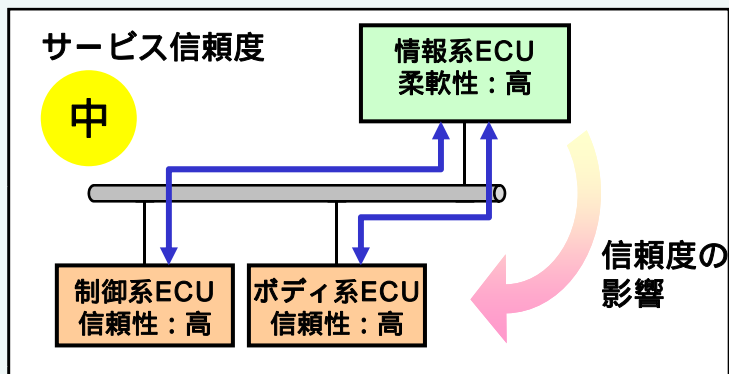 サービス信頼度
中
情報系ECU
柔軟性：高
制御系ECU
信頼性：高
ボディ系ECU
信頼性：高
信頼度の
影響